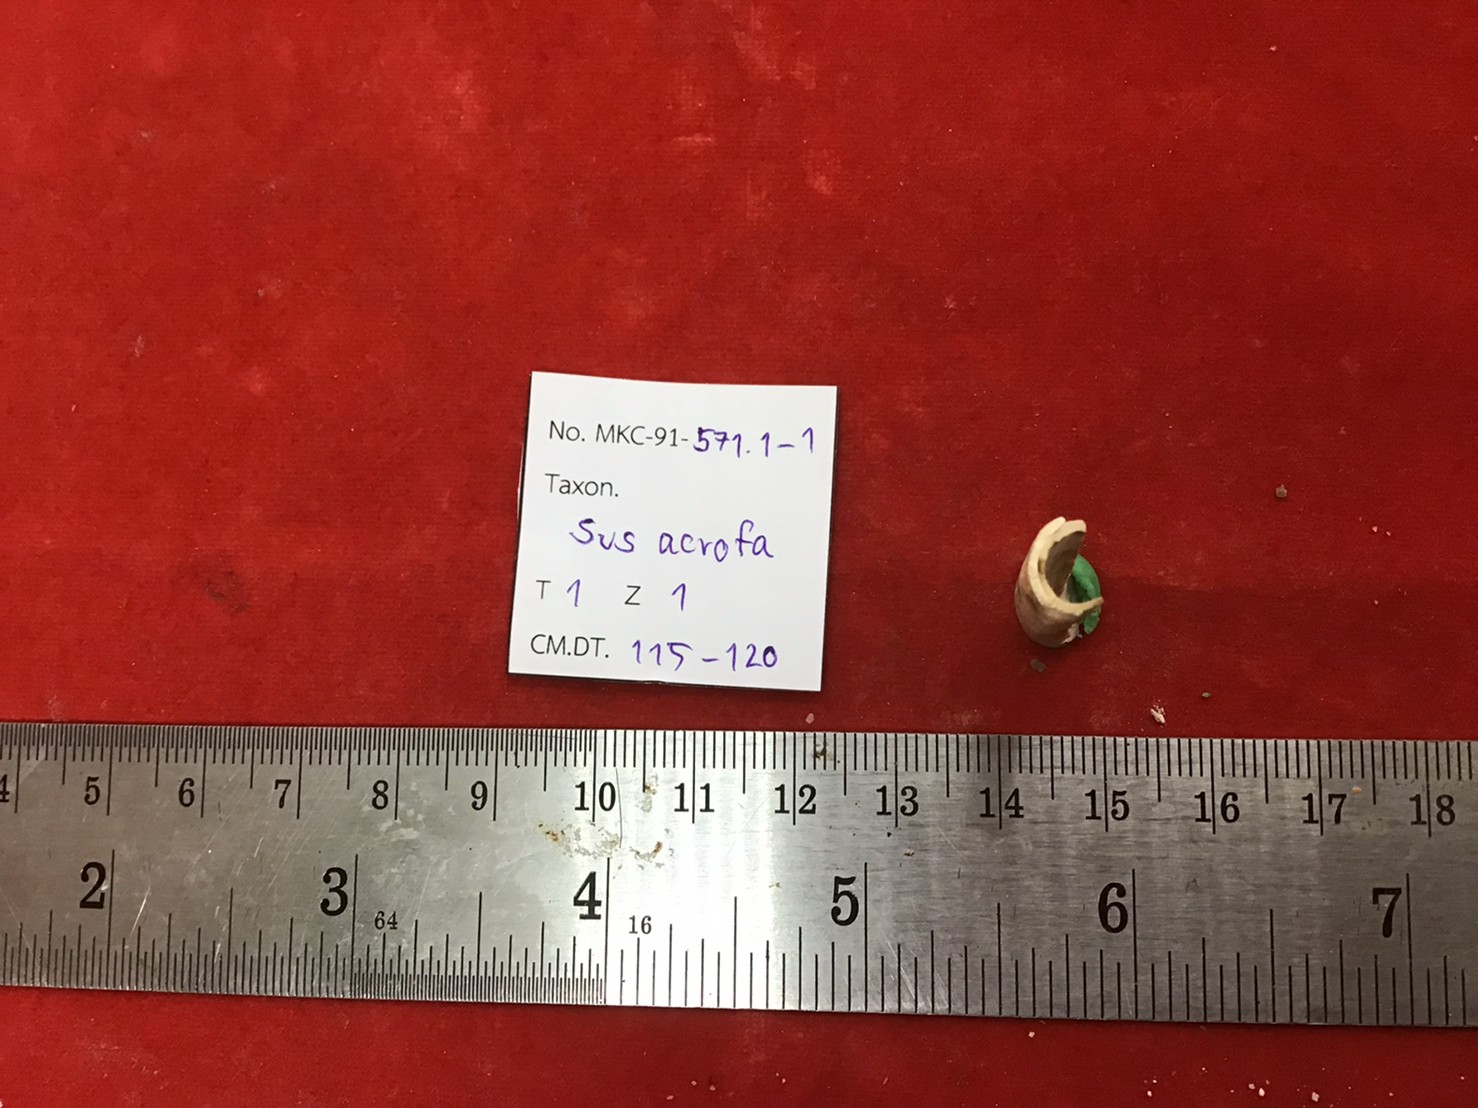 No. MKC-91-571.1-1
Taxon.
Sus acrofa
T 1 Z 1
CM.DT. 115-120
4 5 6 7 8 9 10 11 12 13 14 15 16 17 18
2 3 4 5 6 7
64 16